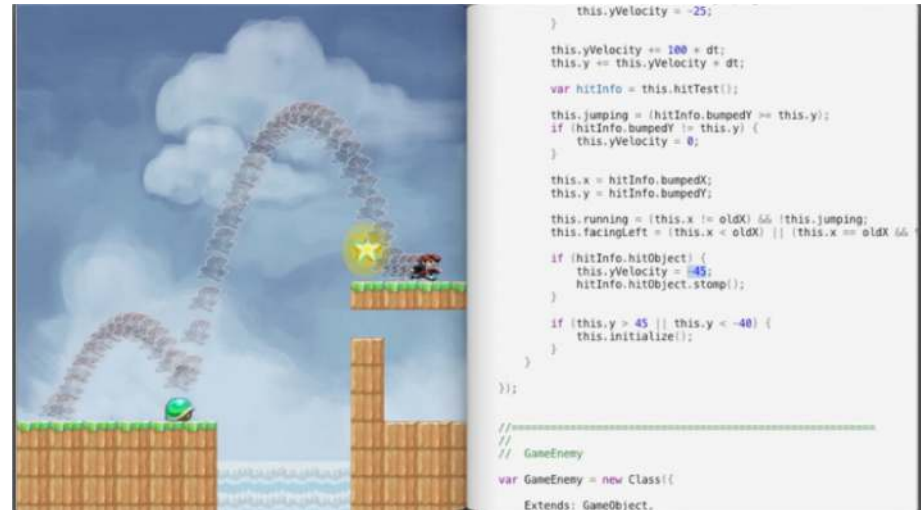 this.yVelocity = -25;
}
this.yVelocity += 100 * dt;
this.y += this.yVelocity * dt;
var hitInfo = this.hitTest();
this.jumping = (hitInfo.bumpedY >= this.y);
if (hitInfo.bumpedY != this.y) {
this.yVelocity = 0;
}
this.x = hitInfo.bumpedX;
this.y = hitInfo.bumpedY;
this.running = (this.x != oldX) && !this.jumping;
this.facingLeft = (this.x < oldX) || (this.x == oldX &&
if (hitInfo.hitObject) {
this.yVelocity = -45;
hitInfo.hitObject.stomp();
}
if (this.y > 45 || this.y < -40) {
this.initialize();
}
}
});
//============================================================
//
// GameEnemy
var GameEnemy = new Class({
Extends: GameObject,